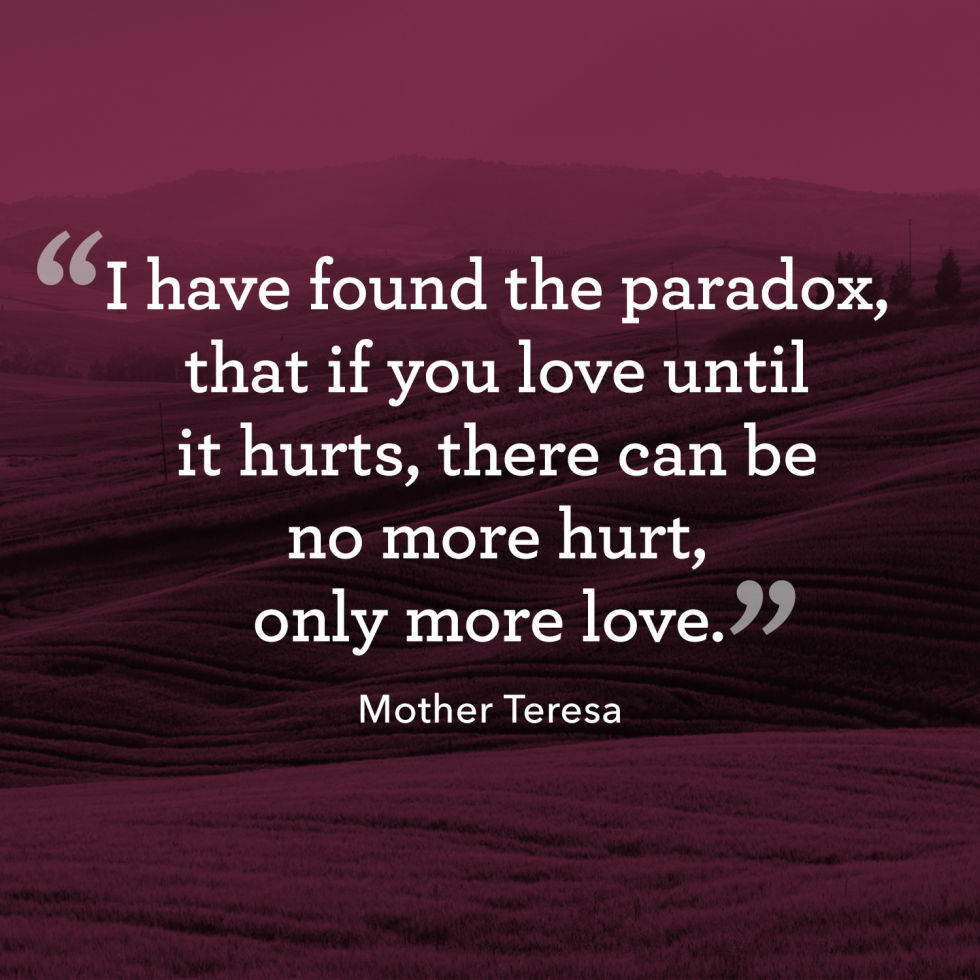 “I have found the paradox,
that if you love until
it hurts, there can be
no more hurt,
only more love.”
Mother Teresa